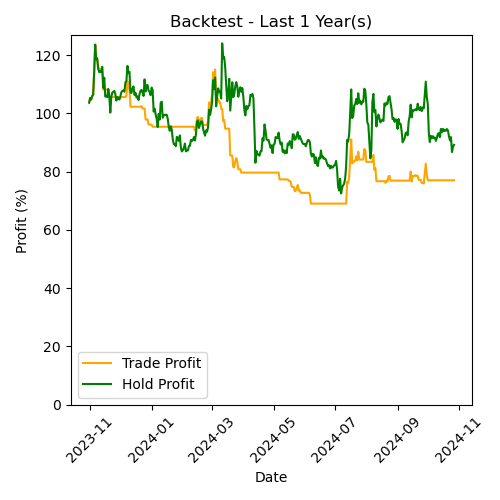 Backtest - Last 1 Year(s)
Profit (%)
120
100
80
60
40
20
0
Trade Profit
Hold Profit
2023-11
2024-01
2024-03
2024-05
2024-07
2024-09
2024-11
Date